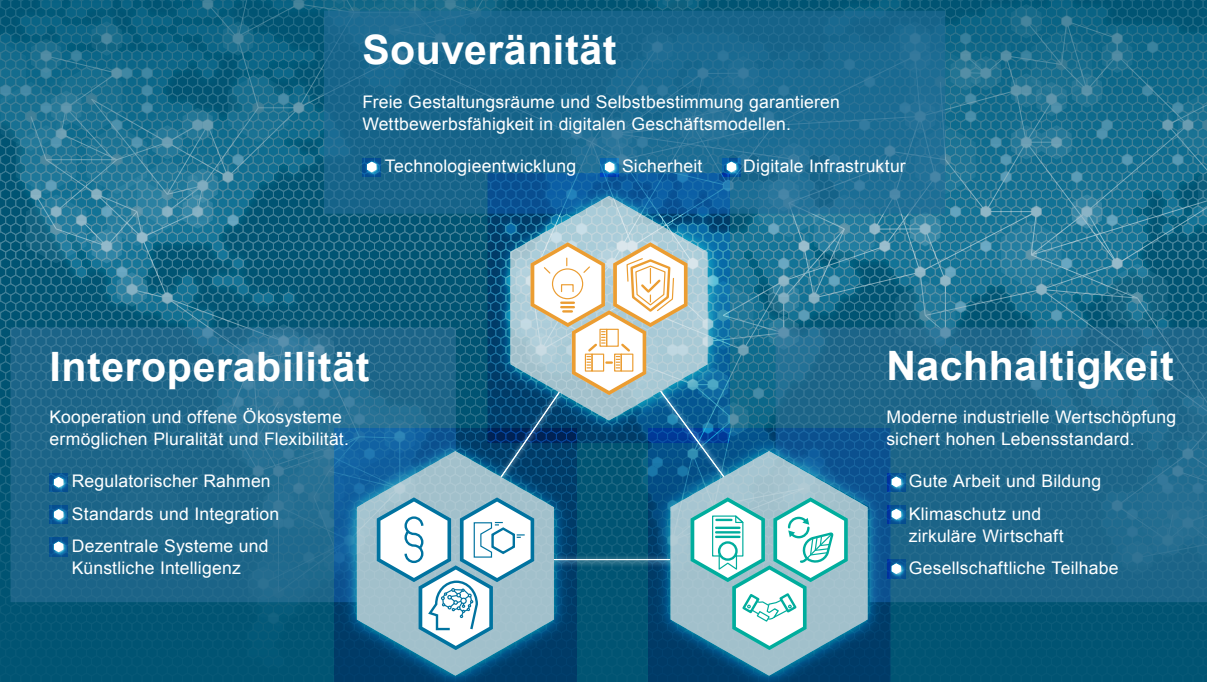 Souveränität
Freie Gestaltungsräume und Selbstbestimmung garantieren
Wettbewerbsfähigkeit in digitalen Geschäftsmodellen.
Technologieentwicklung Sicherheit Digitale Infrastruktur
Interoperabilität
Kooperation und offene Ökosysteme
ermöglichen Pluralität und Flexibilität.
Regulatorischer Rahmen
Standards und Integration
Dezentrale Systeme und
Künstliche Intelligenz
Nachhaltigkeit
Moderne industrielle Wertschöpfung
sichert hohen Lebensstandard.
Gute Arbeit und Bildung
Klimaschutz und
zirkuläre Wirtschaft
Gesellschaftliche Teilhabe
§